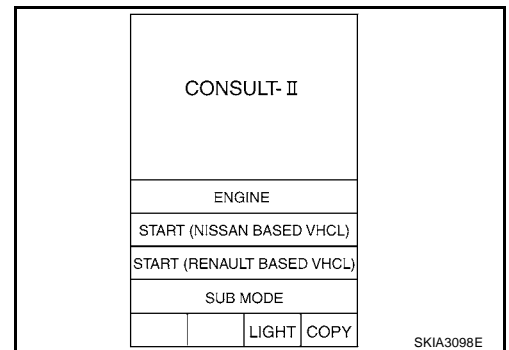 CONSULT-II
ENGINE
START (NISSAN BASED VHCL)
START (RENAULT BASED VHCL)
SUB MODE
LIGHT COPY
SKIA3098E